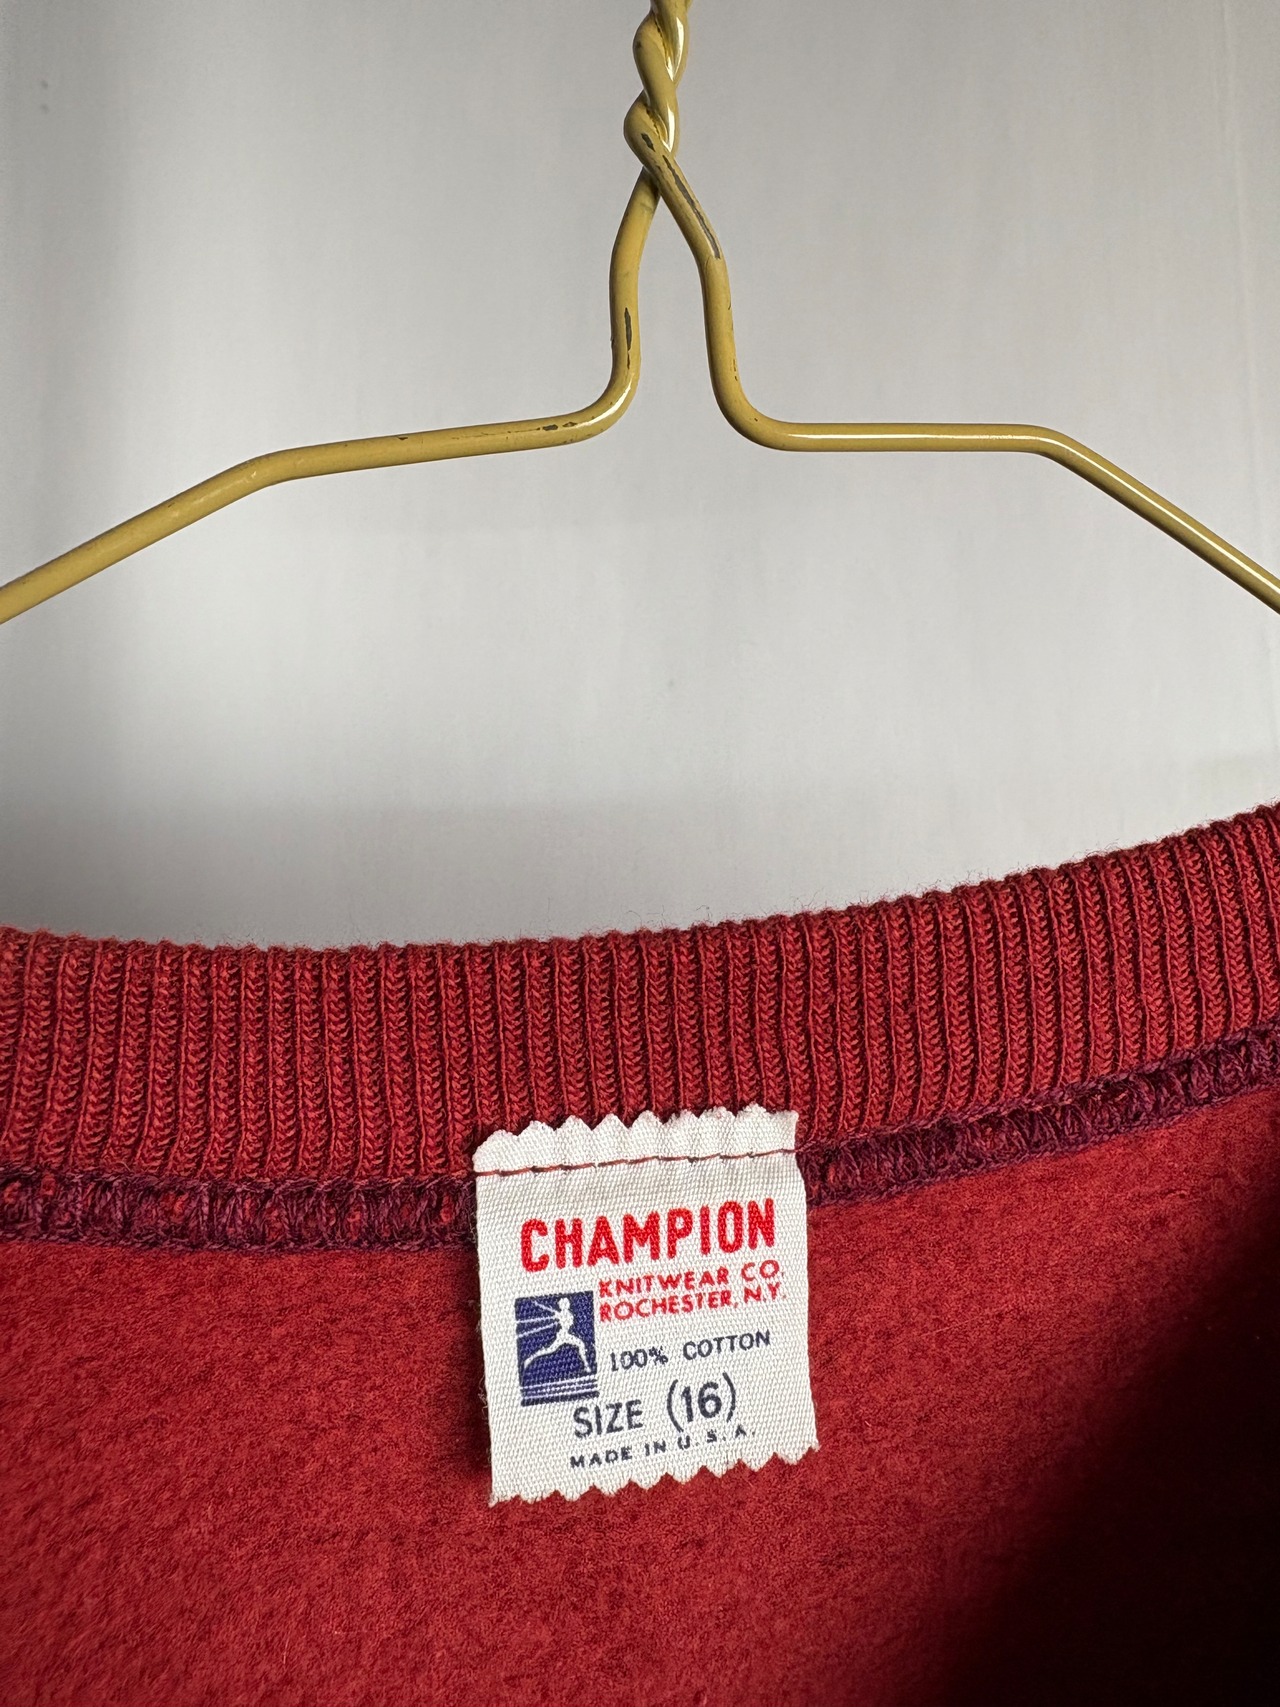 CHAMPION
KNITWEAR CO
ROCHESTER, N.Y.
100% COTTON
SIZE (16)
MADE IN U.S.A.